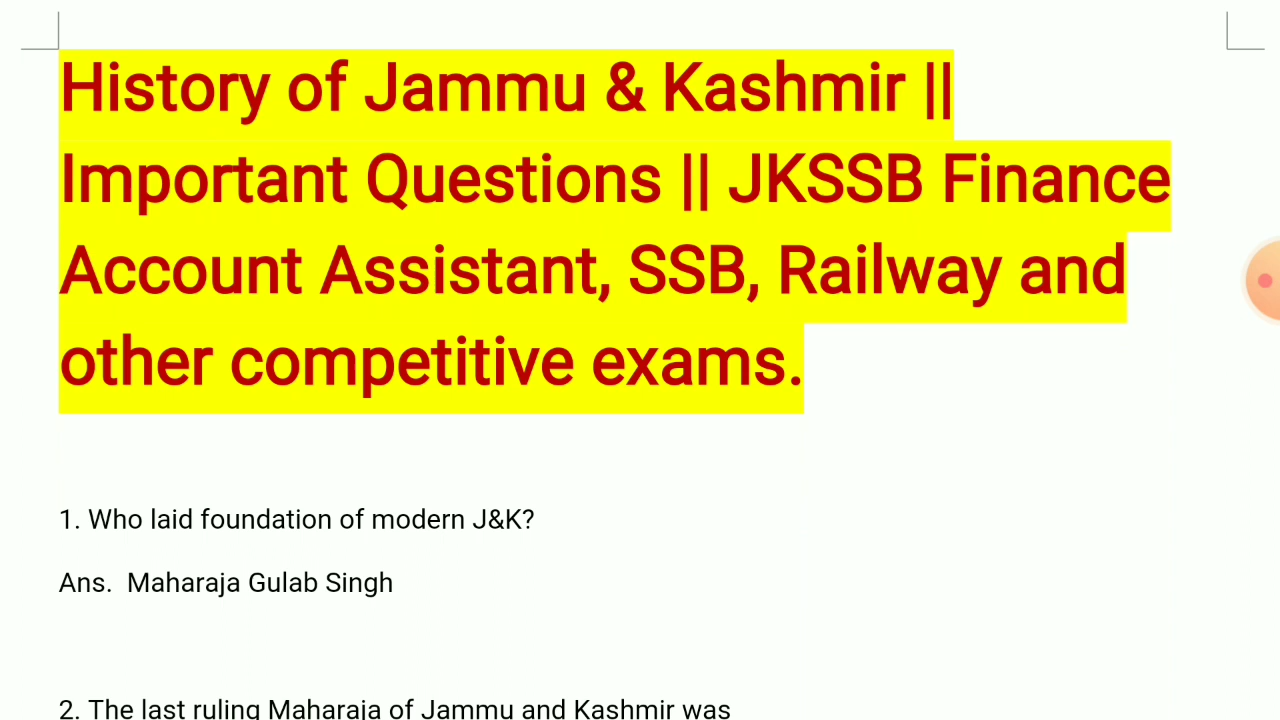 History of Jammu & Kashmir ||
Important Questions || JKSSB Finance
Account Assistant, SSB, Railway and
other competitive exams.
1. Who laid foundation of modern J&K?
Ans.  Maharaja Gulab Singh
2. The last ruling Maharaja of Jammu and Kashmir was